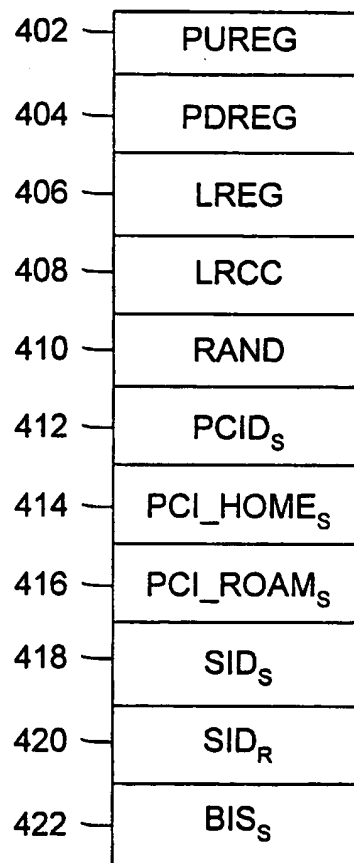 402 PUREG
404 PDREG
406 LREG
408 LRCC
410 RAND
412 PCIDS
414 PCI_HOMES
416 PCI_ROAMS
418 SIDS
420 SIDR
422 BISS